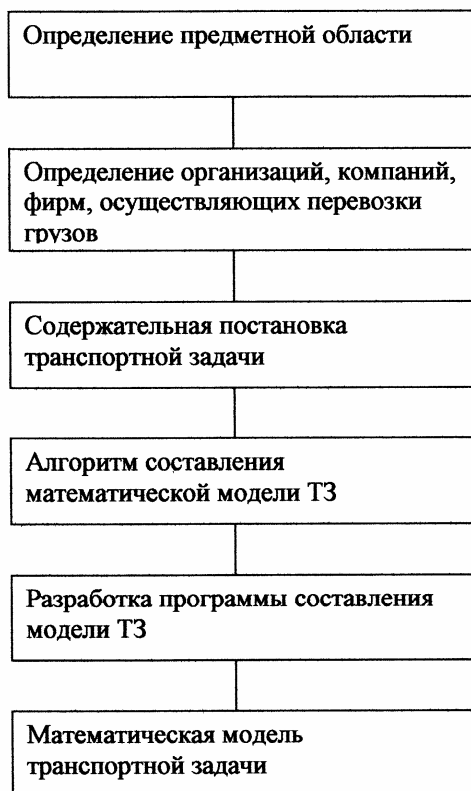 Определение предметной области
Определение организаций, компаний,
фирм, осуществляющих перевозки
грузов
Содержательная постановка
транспортной задачи
Алгоритм составления
математической модели ТЗ
Разработка программы составления
модели ТЗ
Математическая модель
транспортной задачи